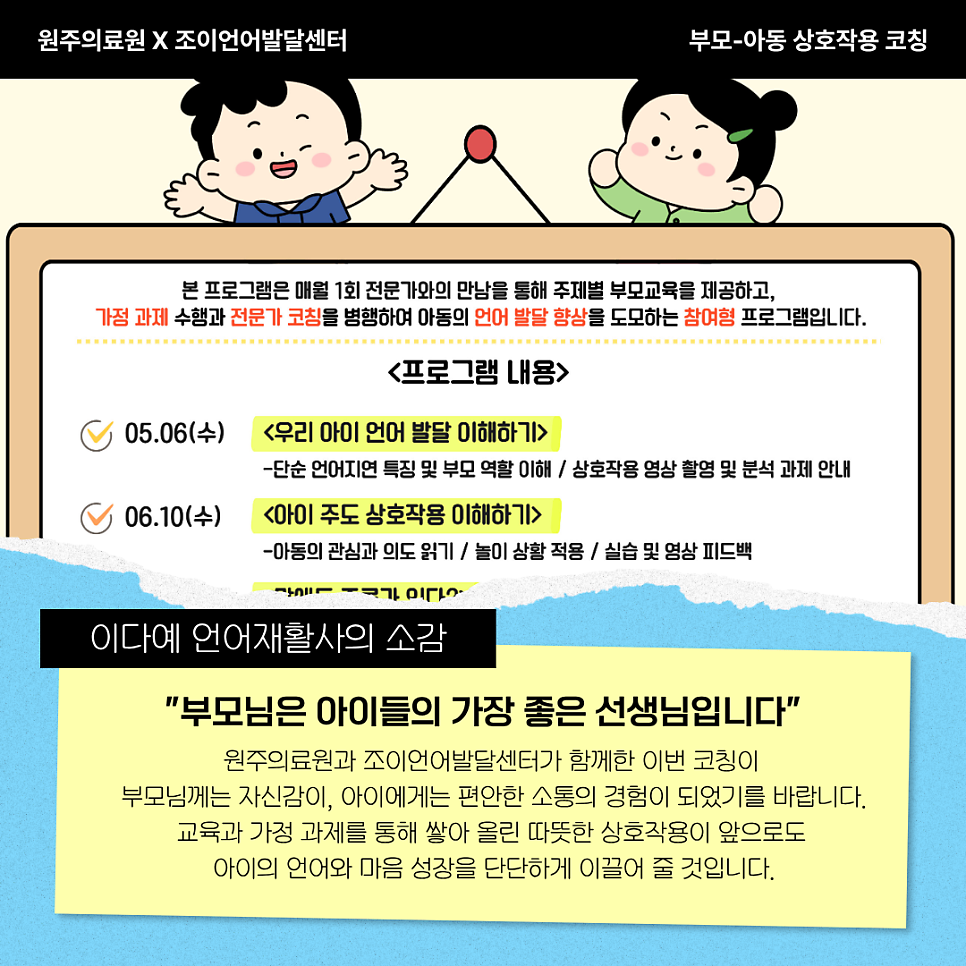 원주의료원 X 조이언어발달센터
부모-아동 상호작용 코칭
본 프로그램은 매월 1회 전문가와의 만남을 통해 주제별 부모교육을 제공하고,
가정 과제 수행과 전문가 코칭을 병행하여 아동의 언어 발달 향상을 도모하는 참여형 프로그램입니다.
<프로그램 내용>
05.06(수) <우리 아이 언어 발달 이해하기>
-단순 언어지연 특징 및 부모 역할 이해 / 상호작용 영상 촬영 및 분석 과제 안내
06.10(수) <아이 주도 상호작용 이해하기>
-아동의 관심과 의도 읽기 / 놀이 상황 적용 / 실습 및 영상 피드백
이다예 언어재활사의 소감
"부모님은 아이들의 가장 좋은 선생님입니다"
원주의료원과 조이언어발달센터가 함께한 이번 코칭이
부모님께는 자신감이, 아이에게는 편안한 소통의 경험이 되었기를 바랍니다.
교육과 가정 과제를 통해 쌓아 올린 따뜻한 상호작용이 앞으로도
아이의 언어와 마음 성장을 단단하게 이끌어 줄 것입니다.